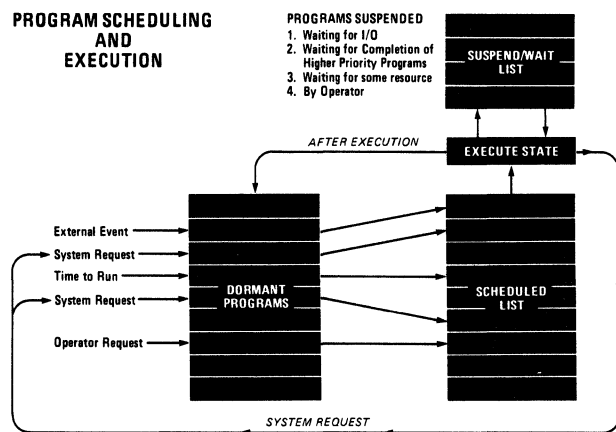 PROGRAM SCHEDULING
AND
EXECUTION
PROGRAMS SUSPENDED
1. Waiting for I/O
2. Waiting for Completion of
Higher Priority Programs
3. Waiting for some resource
4. By Operator
SUSPEND/WAIT
LIST
AFTER EXECUTION
EXECUTE STATE
External Event
System Request
Time to Run
System Request
Operator Request
DORMANT
PROGRAMS
SCHEDULED
LIST
SYSTEM REQUEST